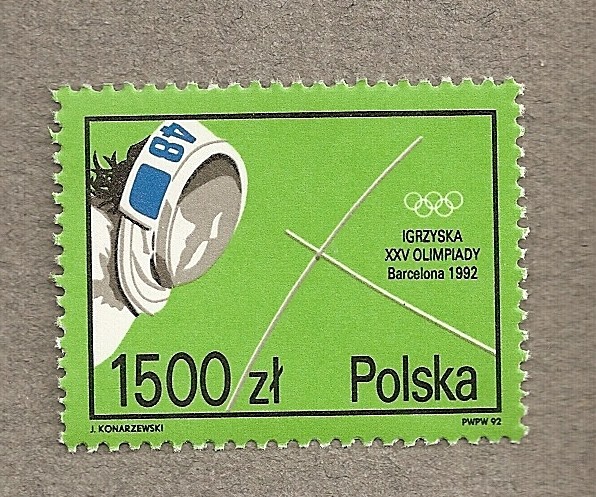 48
IGRZYSKA
XXV OLIMPIADY
Barcelona 1992
1500 zł Polska
J. KONARZEWSKI PWPW 92